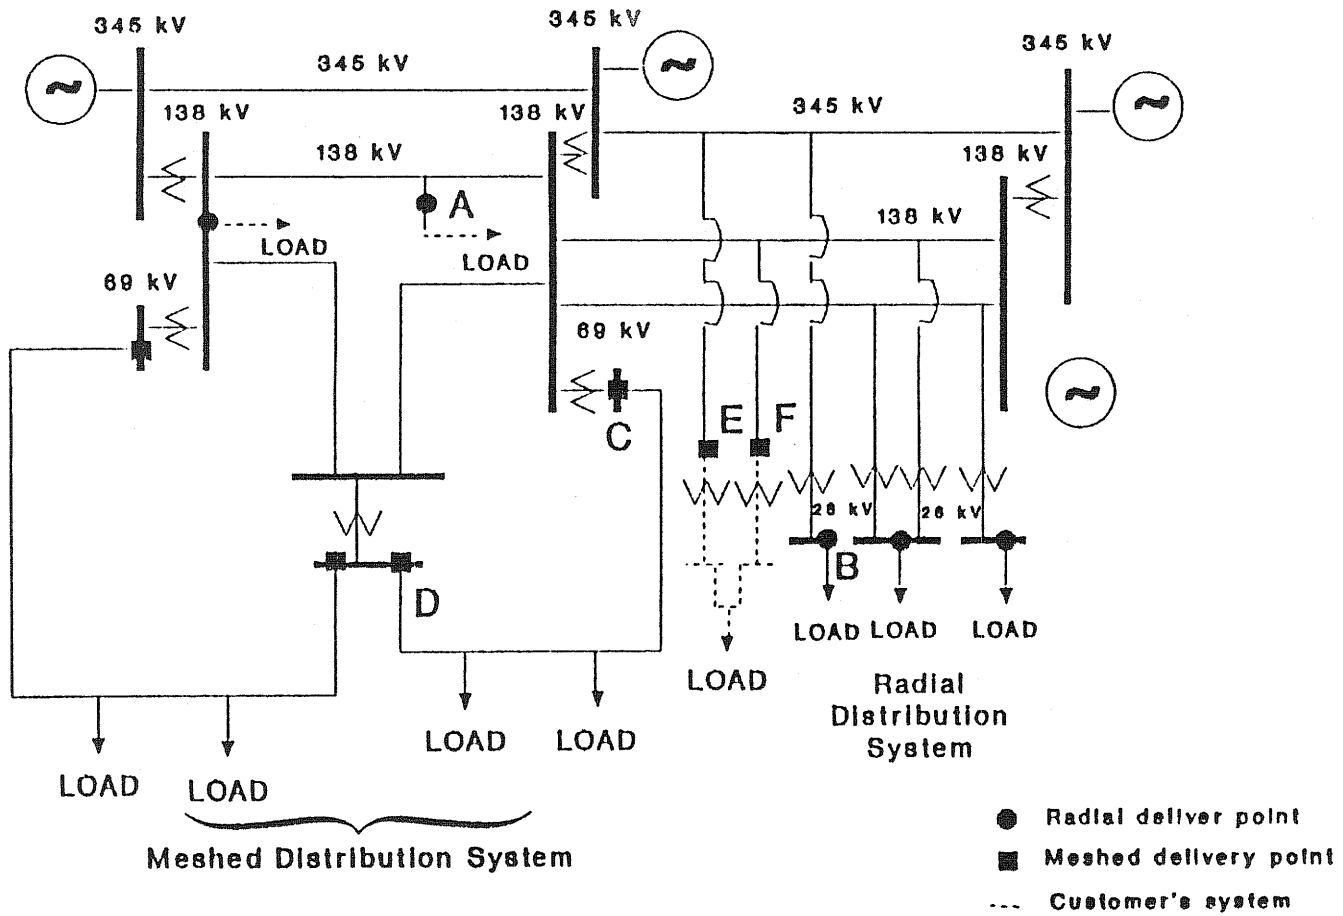 345 kV
345 kV
345 kV
345 kV
138 kV
138 kV
345 kV
138 kV
138 kV
138 kV
A
LOAD
LOAD
69 kV
69 kV
C
E
F
26 kV
26 kV
B
D
LOAD
LOAD
LOAD
LOAD
Radial
Distribution
System
LOAD
LOAD
LOAD
LOAD
Meshed Distribution System
Radial deliver point
Meshed delivery point
Customer's system